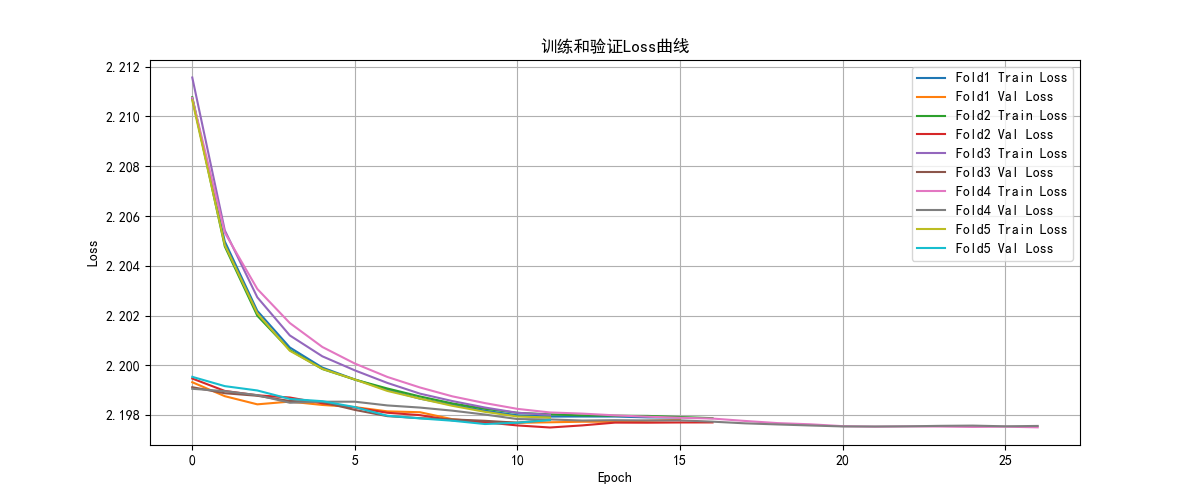 训练和验证Loss曲线
2.212
2.210
2.208
2.206
2.204
2.202
2.200
2.198
Loss
Fold1 Train Loss
Fold1 Val Loss
Fold2 Train Loss
Fold2 Val Loss
Fold3 Train Loss
Fold3 Val Loss
Fold4 Train Loss
Fold4 Val Loss
Fold5 Train Loss
Fold5 Val Loss
0 5 10 15 20 25
Epoch